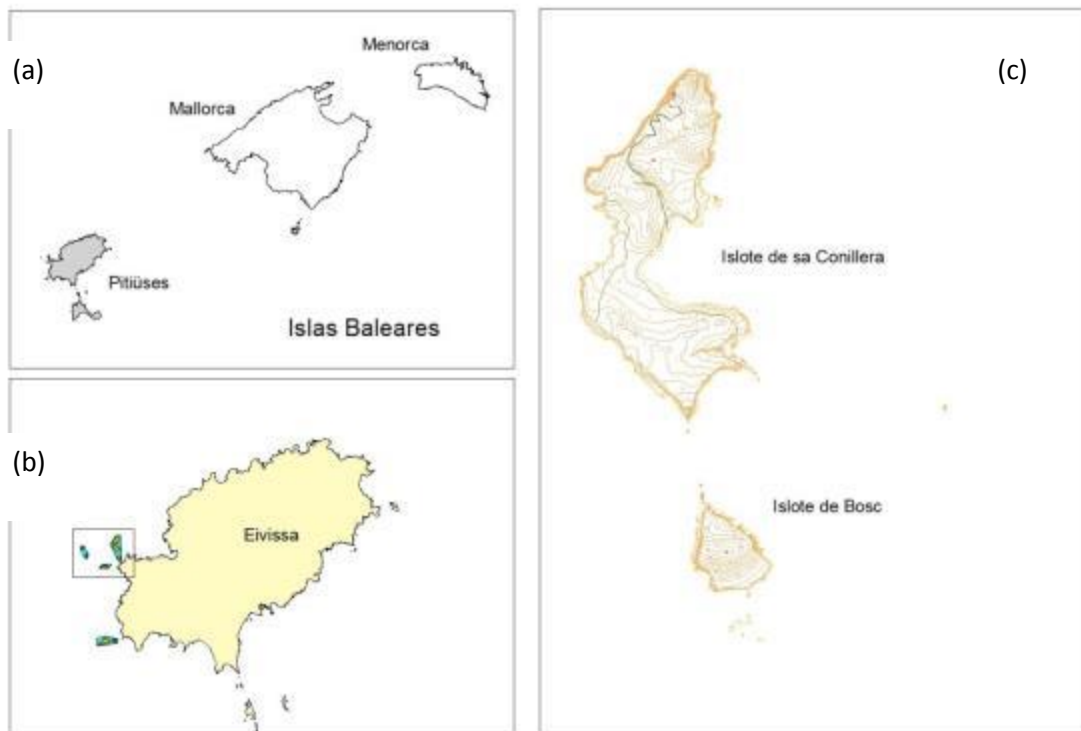 (a)
Menorca
Mallorca
Pitiüses
Islas Baleares
(b)
Eivissa
(c)
Islote de sa Conillera
Islote de Bosc